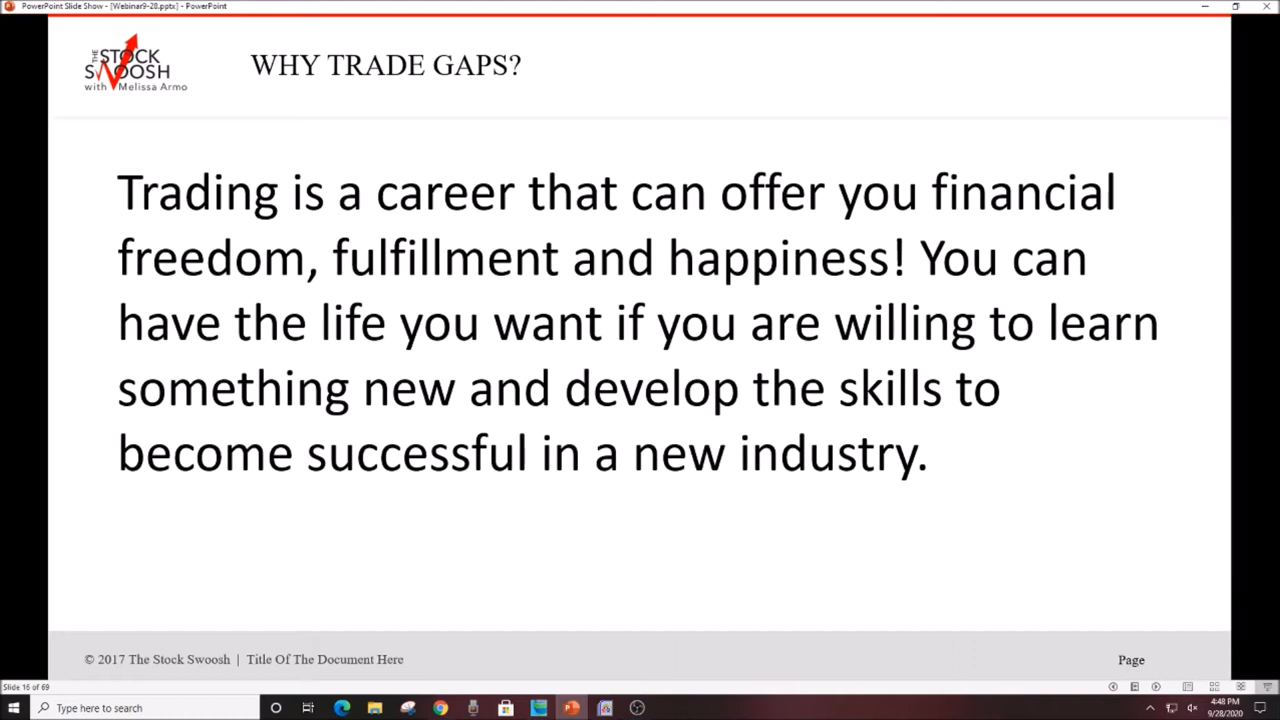 PowerPoint Slide Show - [Webinar9-28.pptx] - PowerPoint
THE STOCK
SWOOSH
with Melissa Armo
WHY TRADE GAPS?
Trading is a career that can offer you financial
freedom, fulfillment and happiness! You can
have the life you want if you are willing to learn
something new and develop the skills to
become successful in a new industry.
© 2017 The Stock Swoosh | Title Of The Document Here
Page
Slide 16 of 69
Type here to search
4:48 PM
9/28/2020